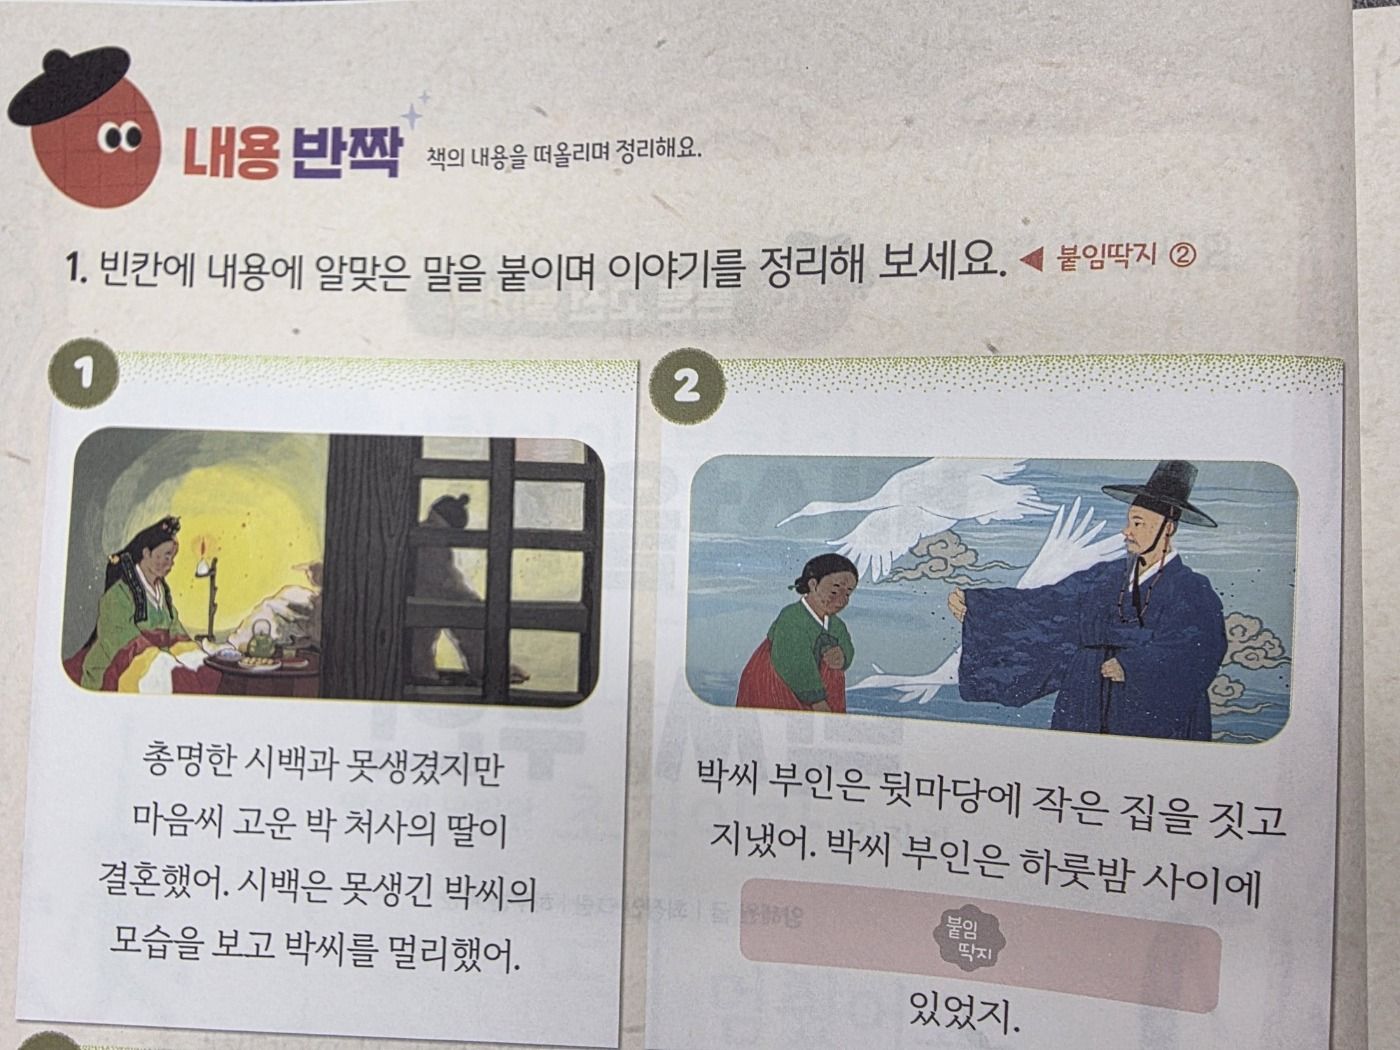 내용 반짝 책의 내용을 떠올리며 정리해요.
1. 빈칸에 내용에 알맞은 말을 붙이며 이야기를 정리해 보세요. ◀ 붙임딱지 ②
1
총명한 시백과 못생겼지만
마음씨 고운 박 처사의 딸이
결혼했어. 시백은 못생긴 박씨의
모습을 보고 박씨를 멀리했어.
2
박씨 부인은 뒷마당에 작은 집을 짓고
지냈어. 박씨 부인은 하룻밤 사이에
붙임
딱지
있었지.